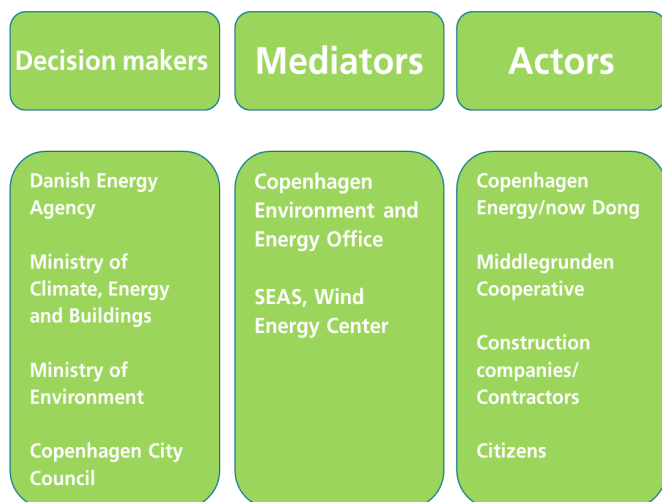 Decision makers
Mediators
Actors
Danish Energy
Agency
Ministry of
Climate, Energy
and Buildings
Ministry of
Environment
Copenhagen City
Council
Copenhagen
Environment and
Energy Office
SEAS, Wind
Energy Center
Copenhagen
Energy/now Dong
Middlegrunden
Cooperative
Construction
companies/
Contractors
Citizens